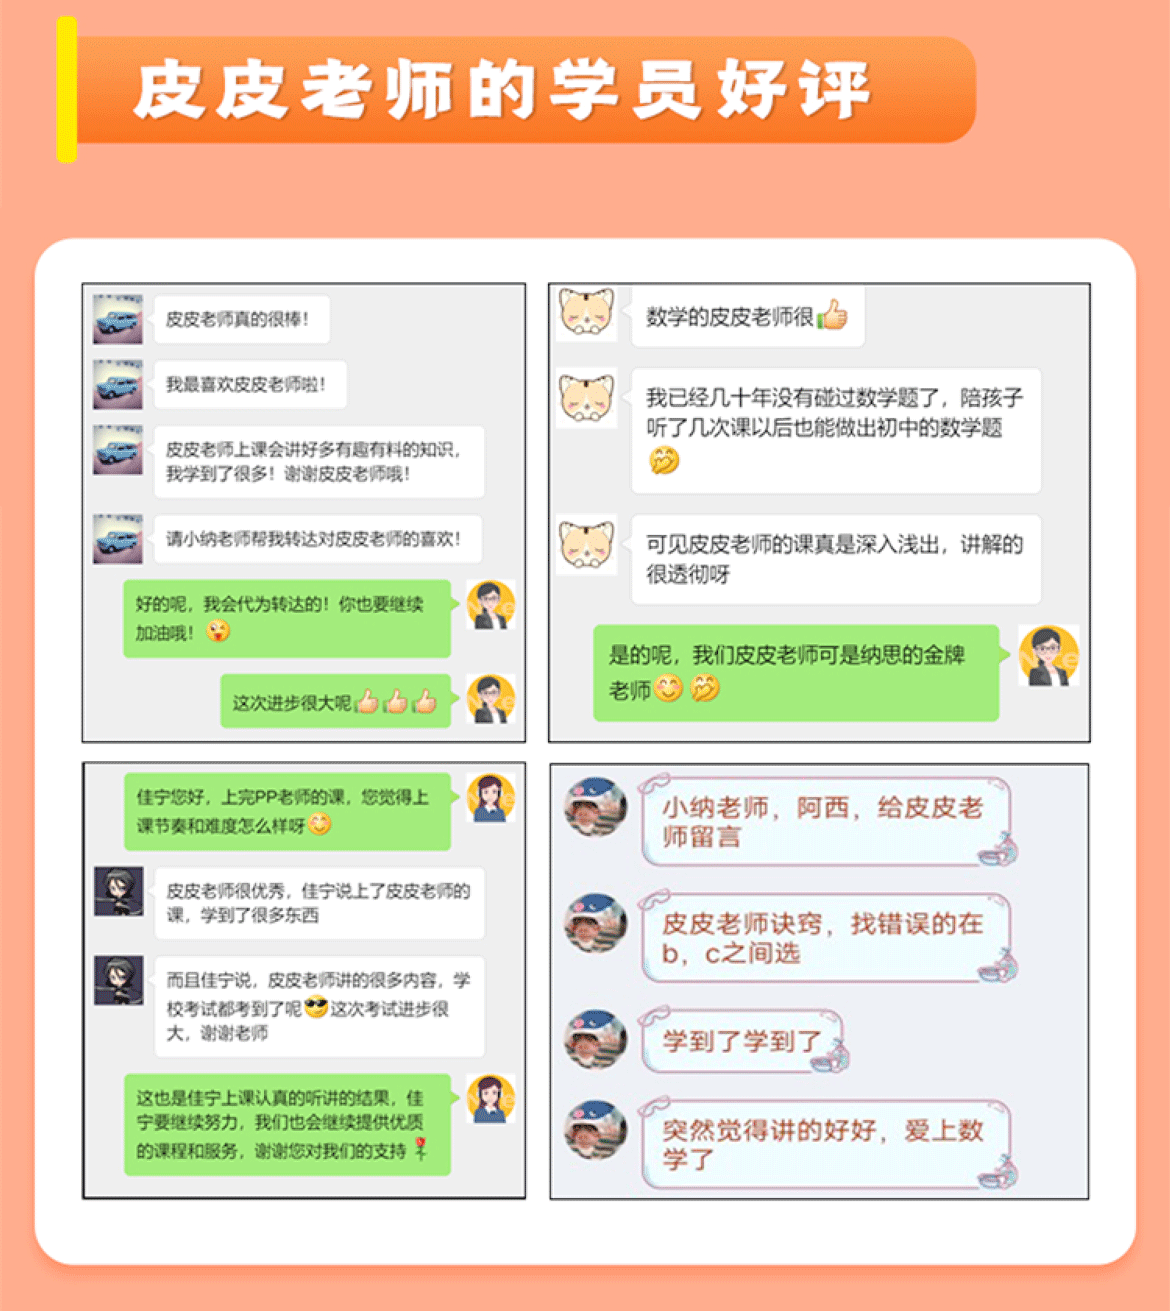 皮皮老师的学员好评
皮皮老师真的很棒！
我最喜欢皮皮老师啦！
皮皮老师上课会讲好多有趣有料的知识，
我学到了很多！谢谢皮皮老师哦！
请小纳老师帮我转达对皮皮老师的喜欢！
好的呢，我会代为转达的！你也要继续
加油哦！
这次进步很大呢
数学的皮皮老师很
我已经几十年没有碰过数学题了，陪孩子
听了几次课以后也能做出初中的数学题
可见皮皮老师的课真是深入浅出，讲解的
很透彻呀
是的呢，我们皮皮老师可是纳思的金牌
老师
佳宁您好，上完PP老师的课，您觉得上
课节奏和难度怎么样呀
皮皮老师很优秀，佳宁说上了皮皮老师的
课，学到了很多东西
而且佳宁说，皮皮老师讲的很多内容，学
校考试都考到了呢这次考试进步很
大，谢谢老师
这也是佳宁上课认真的听讲的结果，佳
宁要继续努力，我们也会继续提供优质
的课程和服务，谢谢您对我们的支持
小纳老师，阿西，给皮皮老
师留言
皮皮老师诀窍，找错误的在
b，c之间选
学到了学到了
突然觉得讲的好好，爱上数
学了